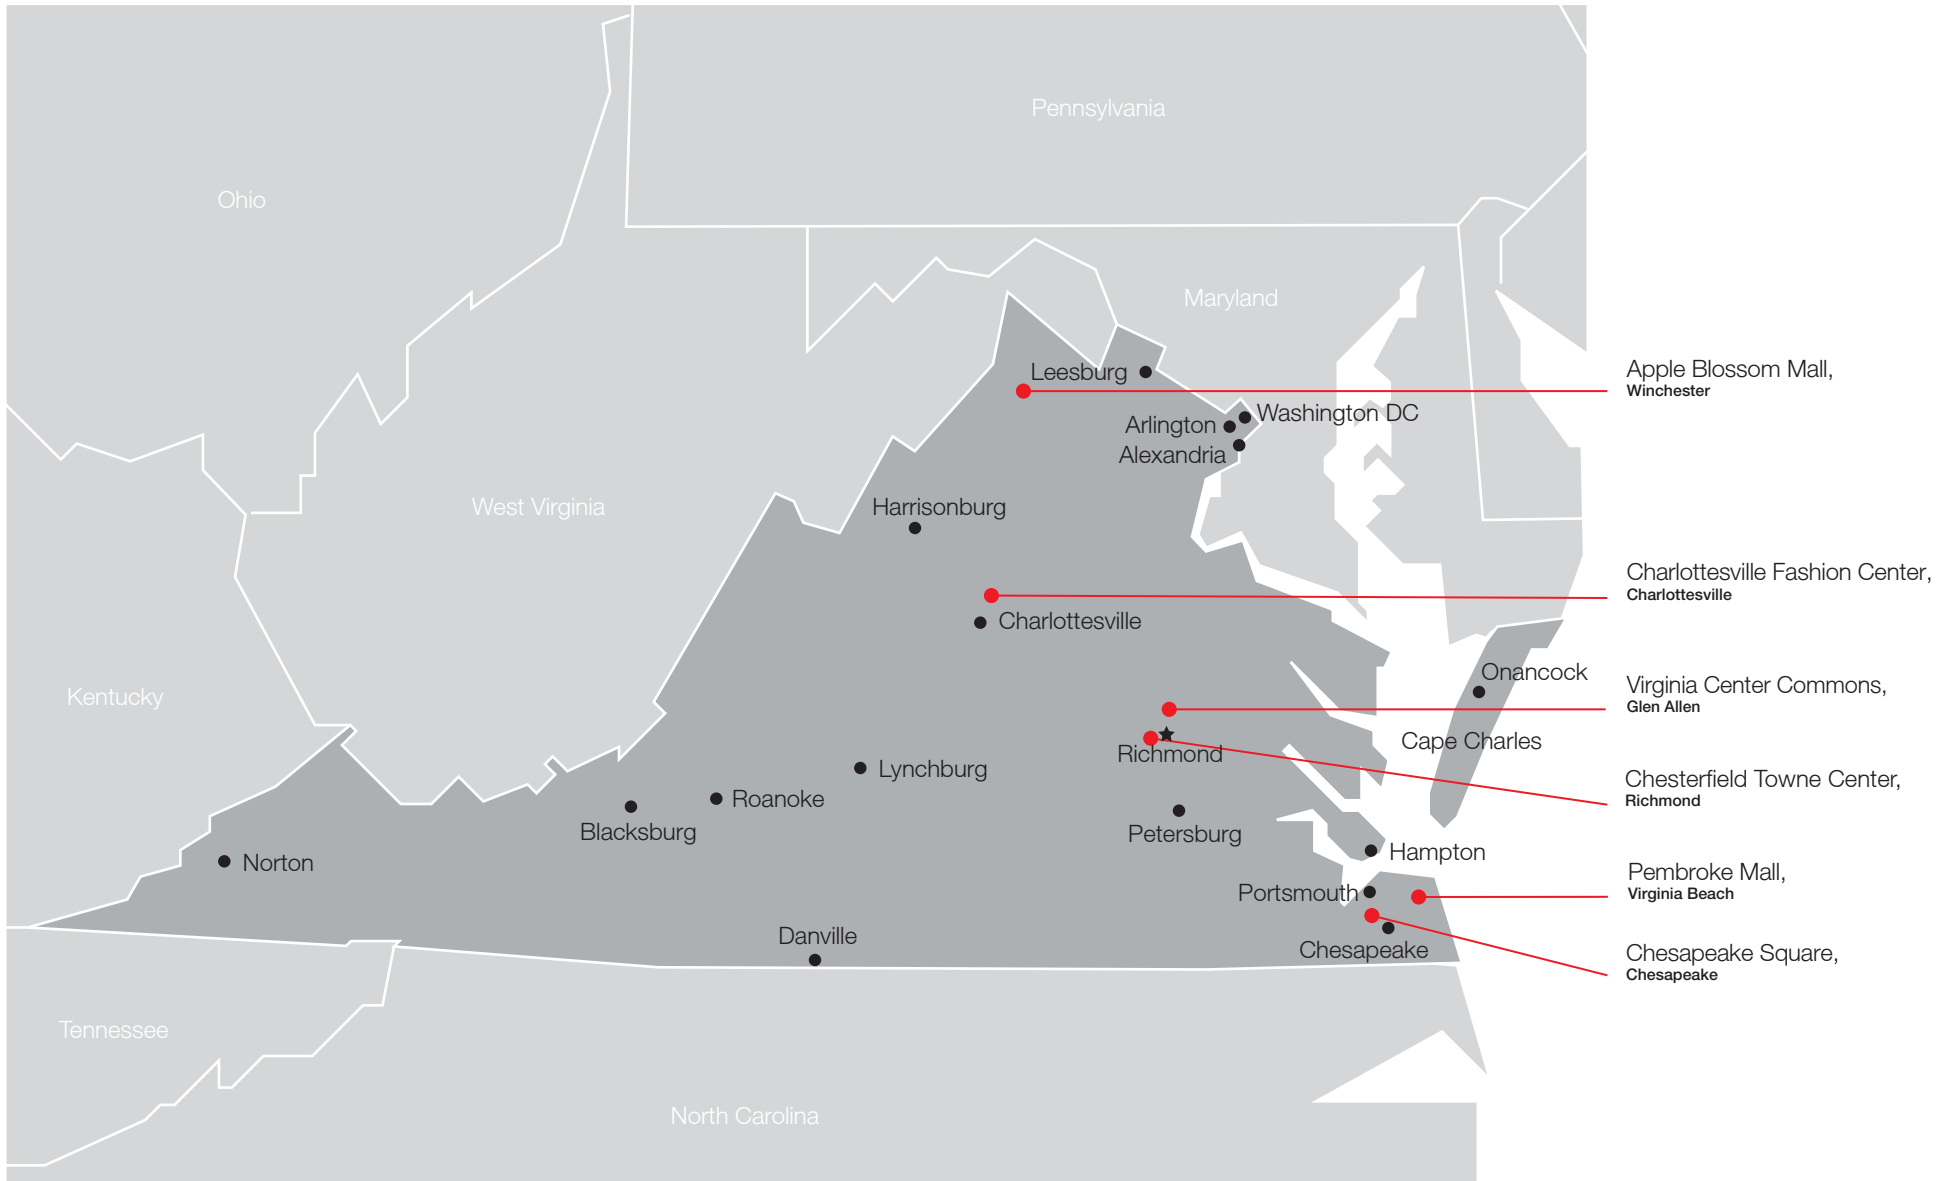 Pennsylvania
Ohio
Maryland
Leesburg
Apple Blossom Mall,
Winchester
Washington DC
Arlington
Alexandria
West Virginia
Harrisonburg
Charlottesville Fashion Center,
Charlottesville
Charlottesville
Onancock
Virginia Center Commons,
Glen Allen
Kentucky
Cape Charles
Richmond
Chesterfield Towne Center,
Richmond
Lynchburg
Roanoke
Blacksburg
Petersburg
Hampton
Norton
Pembroke Mall,
Virginia Beach
Portsmouth
Danville
Chesapeake
Chesapeake Square,
Chesapeake
Tennessee
North Carolina